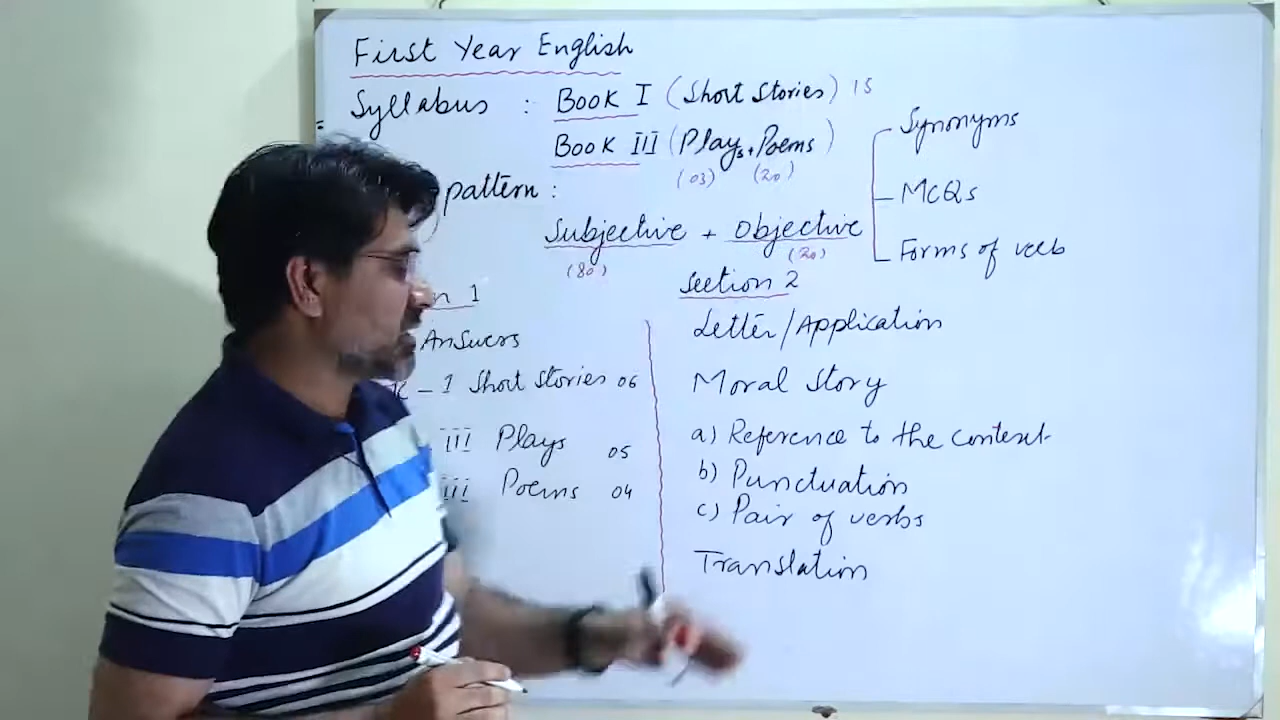 First Year English
Syllabus : Book I (Short Stories) 15
Book III (Plays + Poems)
(03) (20)
pattern :
Subjective + Objective
(80) (20)
Synonyms
MCQs
Forms of verb
n 1
Answers
K - 1 Short Stories 06
III Plays 05
III Poems 04
Section 2
Letter/Application
Moral Story
a) Reference to the context
b) Punctuation
c) Pair of verbs
Translation